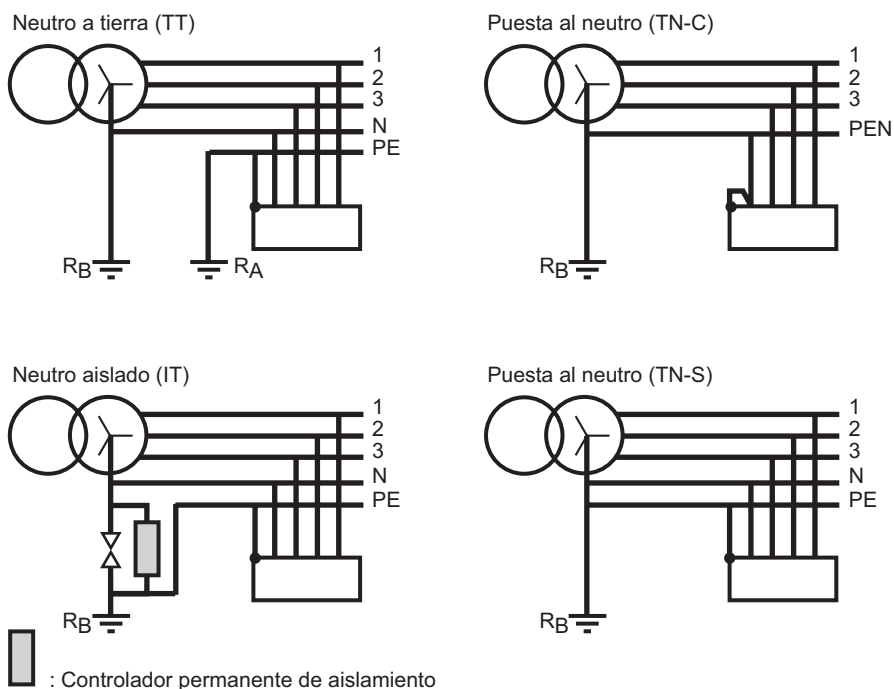 Neutro a tierra (TT)
1
2
3
N
PE
RB
RA
Puesta al neutro (TN-C)
1
2
3
PEN
RB
Neutro aislado (IT)
1
2
3
N
PE
RB
Puesta al neutro (TN-S)
1
2
3
N
PE
RB
: Controlador permanente de aislamiento